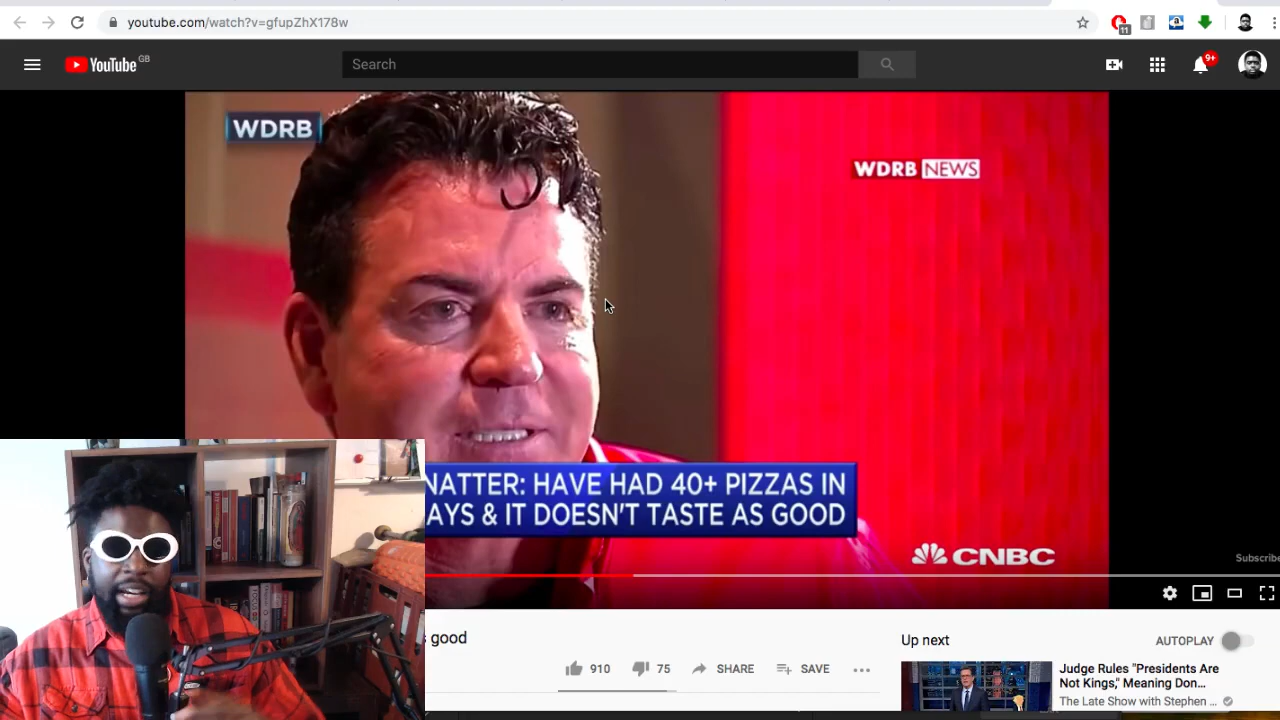 youtube.com/watch?v=gfupZhX178w
11
YouTube GB
Search
9+
WDRB
WDRB NEWS
NATTER: HAVE HAD 40+ PIZZAS IN
AYS & IT DOESN'T TASTE AS GOOD
CNBC
Subscribe
good
910
75
SHARE
SAVE
Up next
AUTOPLAY
Judge Rules "Presidents Are
Not Kings," Meaning Don...
The Late Show with Stephen ...